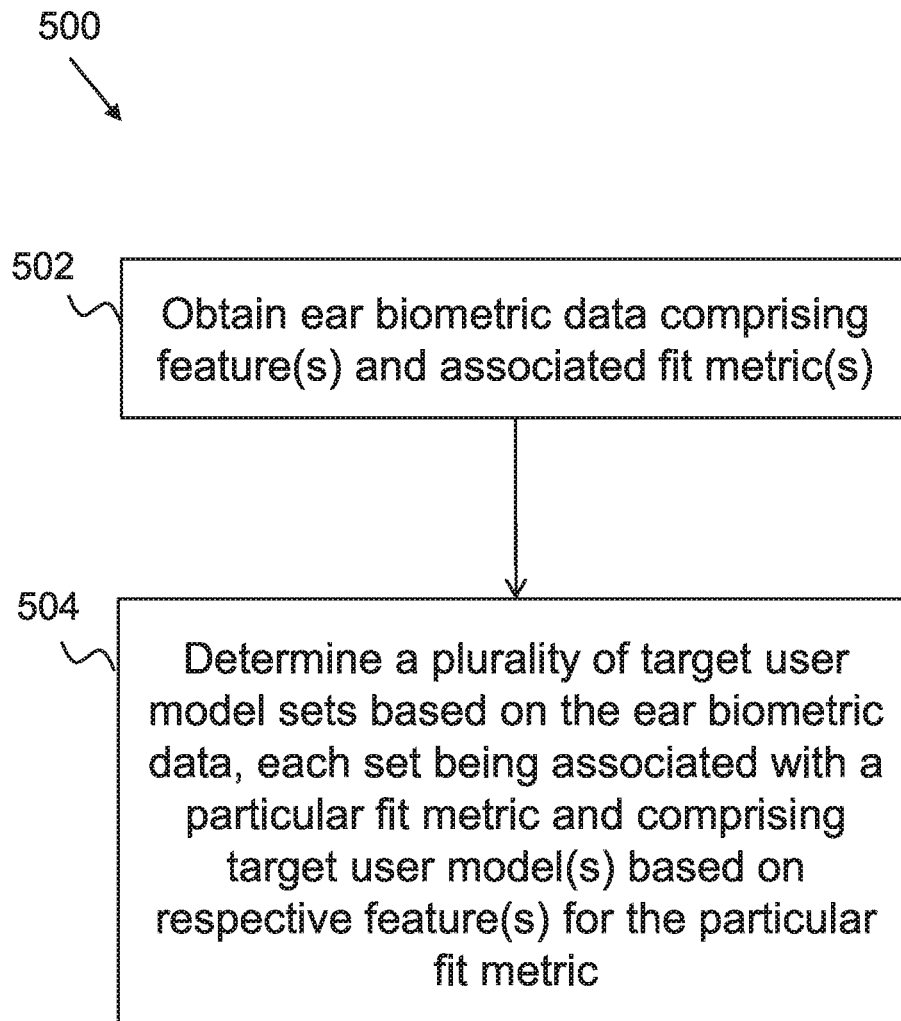 500
502
Obtain ear biometric data comprising
feature(s) and associated fit metric(s)
504
Determine a plurality of target user
model sets based on the ear biometric
data, each set being associated with a
particular fit metric and comprising
target user model(s) based on
respective feature(s) for the particular
fit metric